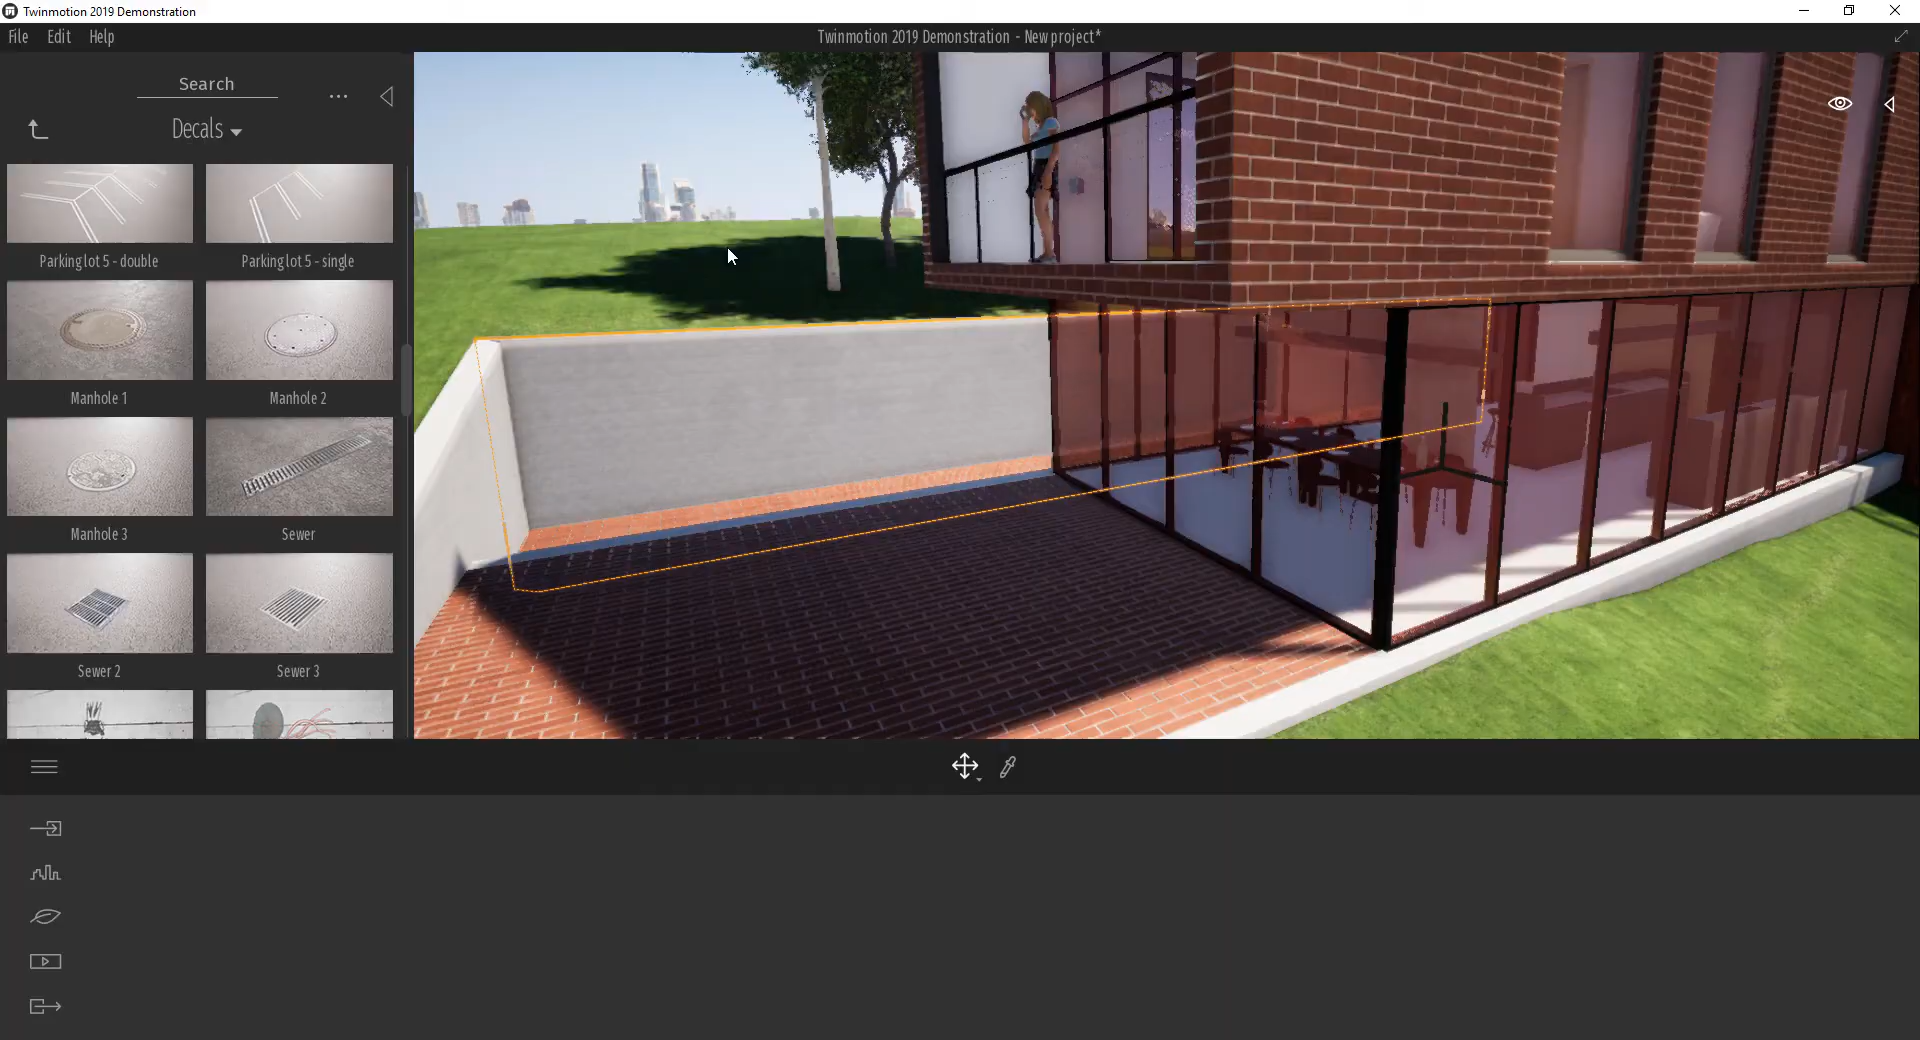 Twinmotion 2019 Demonstration
File Edit Help
Twinmotion 2019 Demonstration - New project*
Search
Decals
Parking lot 5 - double
Parking lot 5 - single
Manhole 1
Manhole 2
Manhole 3
Sewer
Sewer 2
Sewer 3